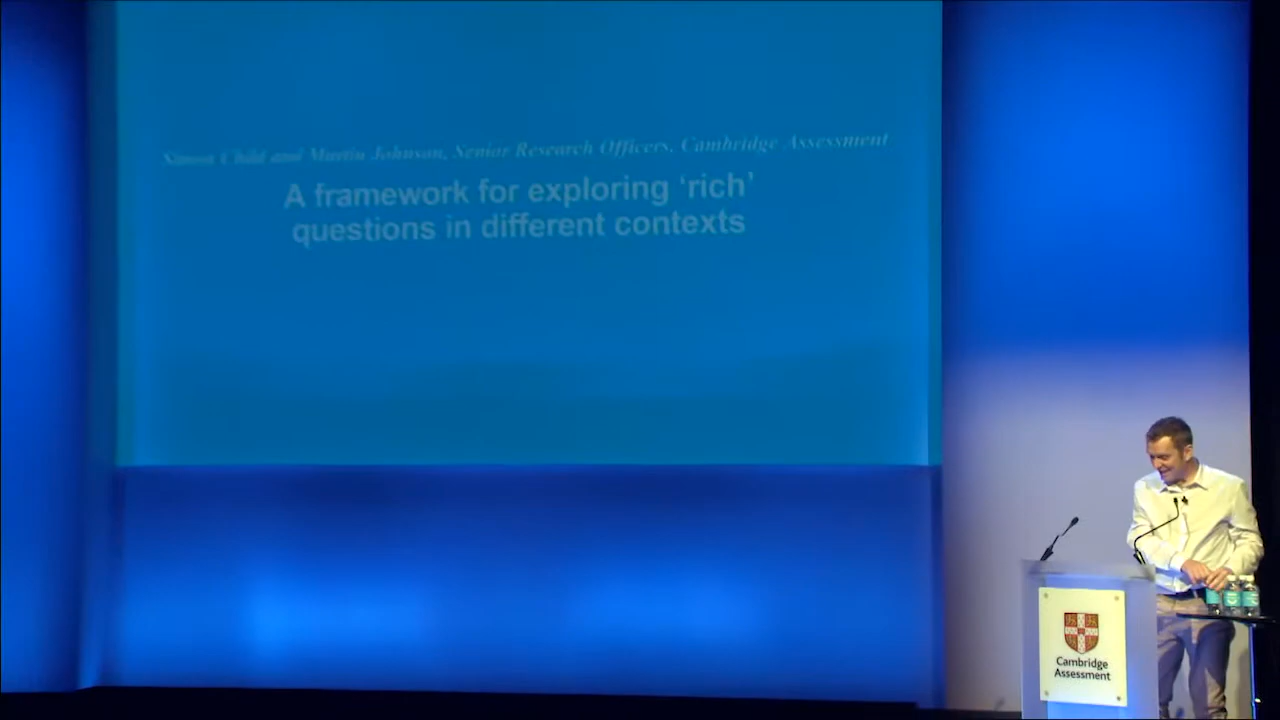 Simon Child and Martin Johnson, Senior Research Officers, Cambridge Assessment
A framework for exploring ‘rich’
questions in different contexts
Cambridge
Assessment